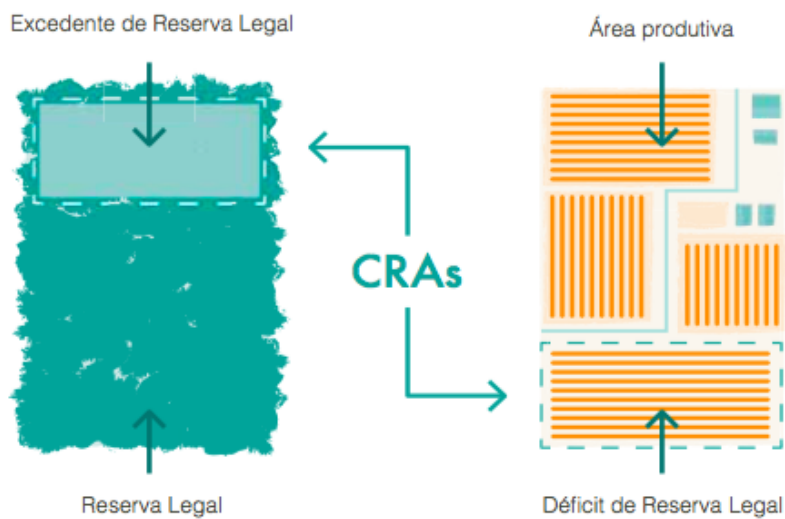 Excedente de Reserva Legal
Área produtiva
CRAs
Reserva Legal
Déficit de Reserva Legal